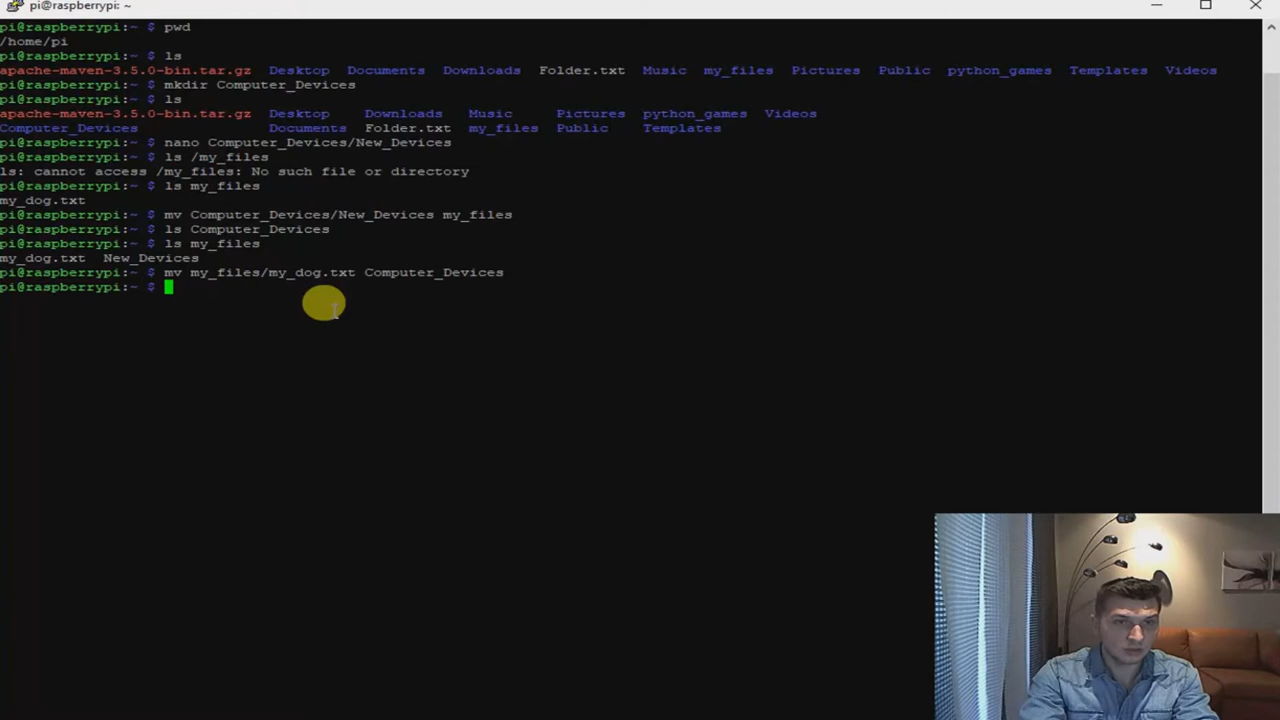 pi@raspberrypi: ~
pi@raspberrypi:~ $ pwd
/home/pi
pi@raspberrypi:~ $ ls
apache-maven-3.5.0-bin.tar.gz Desktop Documents Downloads Folder.txt Music my_files Pictures Public python_games Templates Videos
pi@raspberrypi:~ $ mkdir Computer_Devices
pi@raspberrypi:~ $ ls
apache-maven-3.5.0-bin.tar.gz Desktop Downloads Music Pictures python_games Videos
Computer_Devices Documents Folder.txt my_files Public Templates
pi@raspberrypi:~ $ nano Computer_Devices/New_Devices
pi@raspberrypi:~ $ ls /my_files
ls: cannot access /my_files: No such file or directory
pi@raspberrypi:~ $ ls my_files
my_dog.txt
pi@raspberrypi:~ $ mv Computer_Devices/New_Devices my_files
pi@raspberrypi:~ $ ls Computer_Devices
pi@raspberrypi:~ $ ls my_files
my_dog.txt New_Devices
pi@raspberrypi:~ $ mv my_files/my_dog.txt Computer_Devices
pi@raspberrypi:~ $